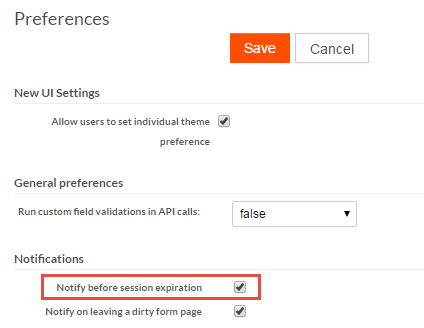 Preferences
Save Cancel
New UI Settings
Allow users to set individual theme
preference
General preferences
Run custom field validations in API calls: false
Notifications
Notify before session expiration
Notify on leaving a dirty form page